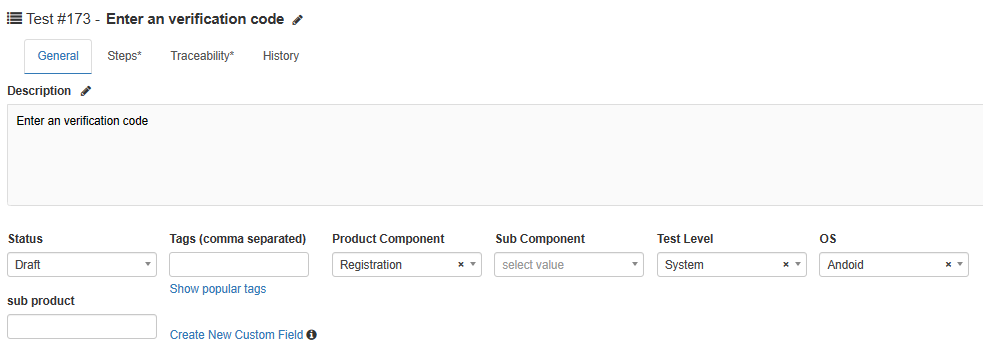 Test #173 - Enter an verification code
General Steps* Traceability* History
Description
Enter an verification code
Status Tags (comma separated) Product Component Sub Component Test Level OS
Draft Registration × select value System × Andoid ×
Show popular tags
sub product
Create New Custom Field